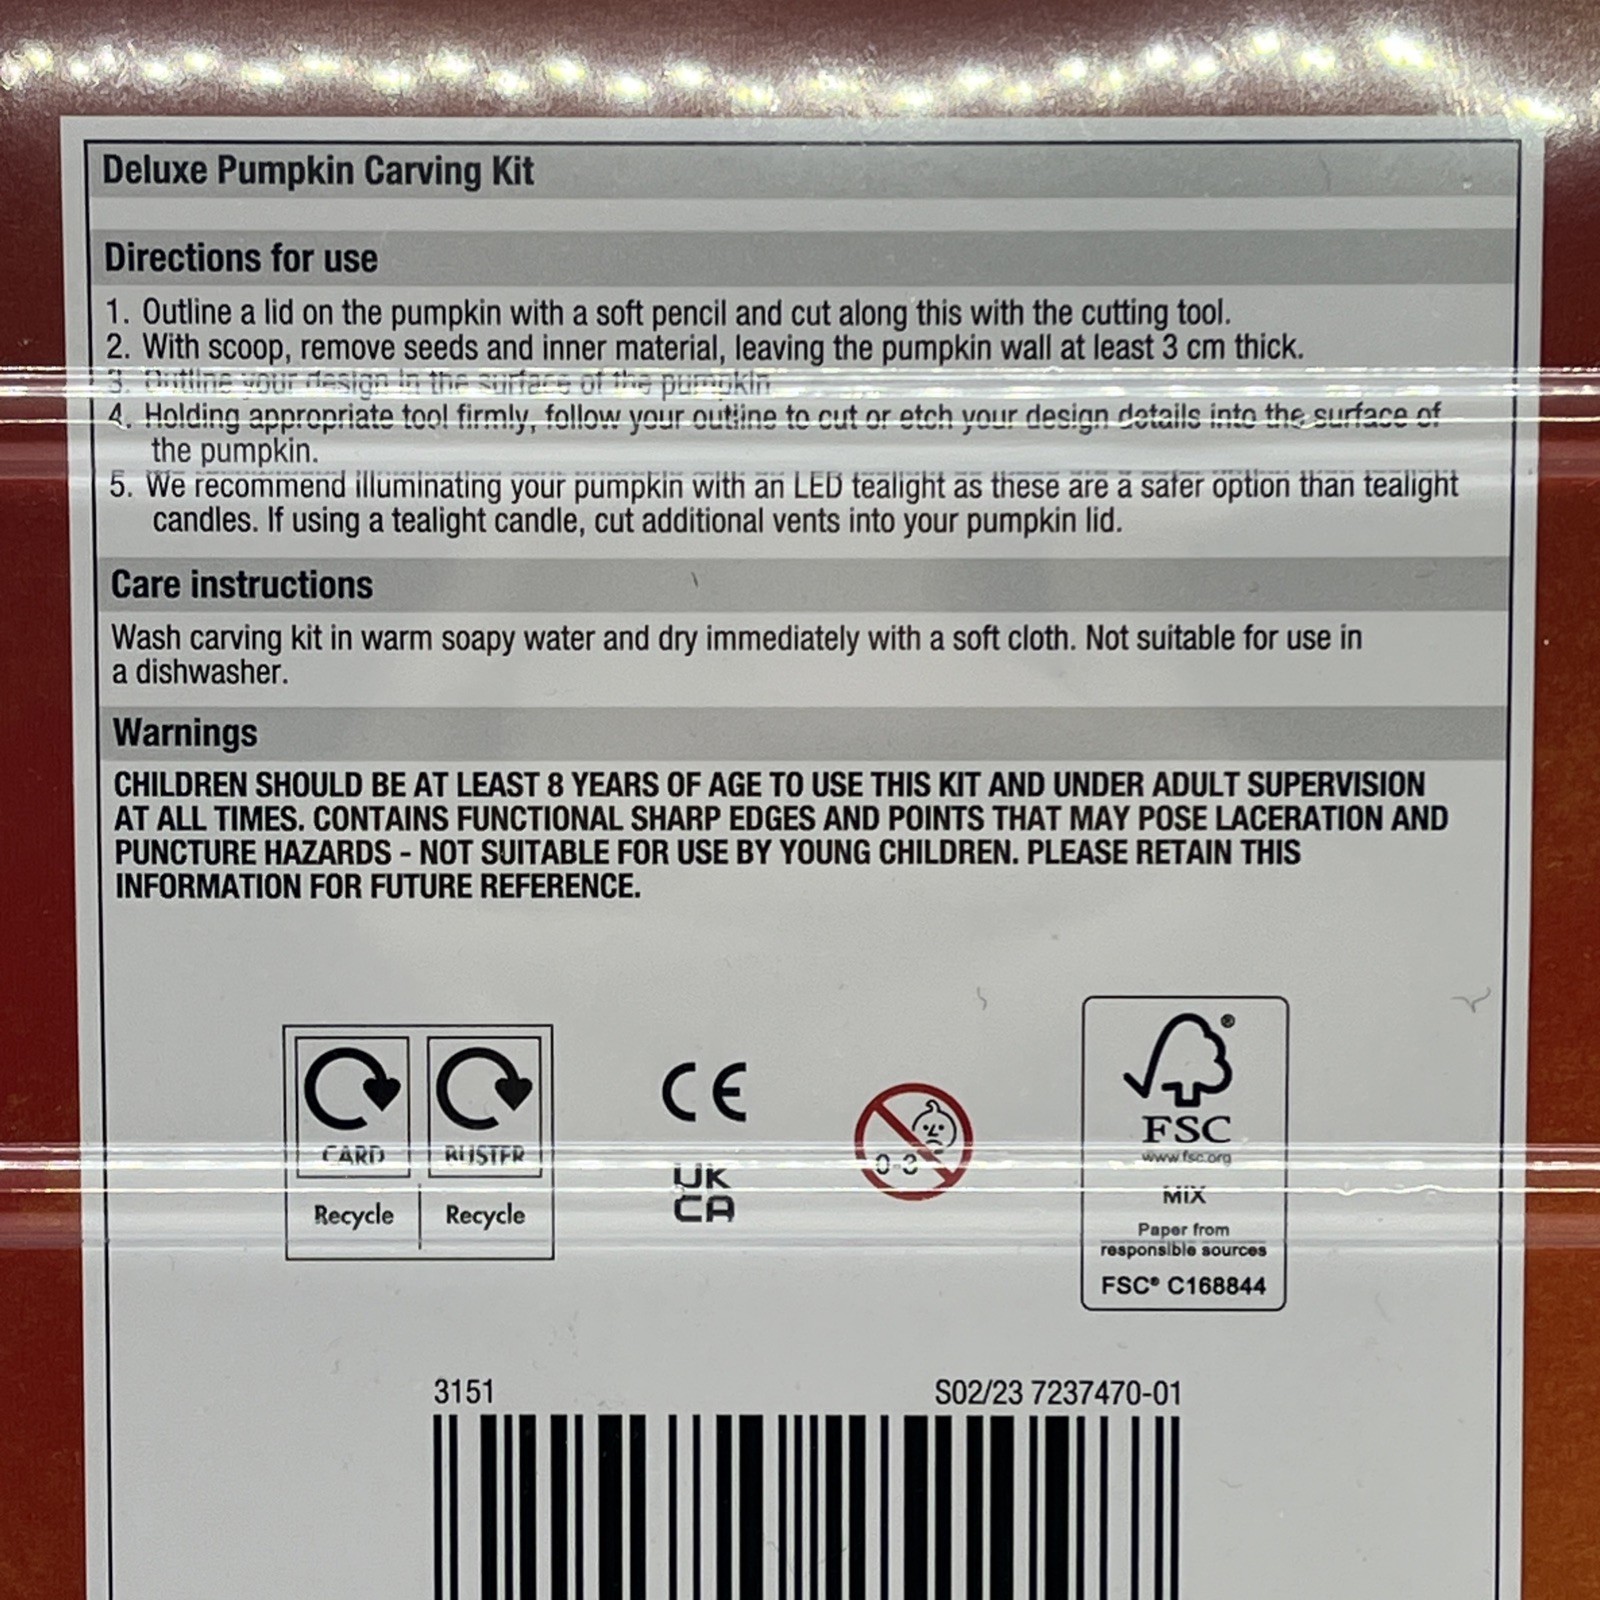 Deluxe Pumpkin Carving Kit
Directions for use
1. Outline a lid on the pumpkin with a soft pencil and cut along this with the cutting tool.
2. With scoop, remove seeds and inner material, leaving the pumpkin wall at least 3 cm thick.
3. Outline your design in the surface of the pumpkin
4. Holding appropriate tool firmly, follow your outline to cut or etch your design details into the surface of
the pumpkin.
5. We recommend illuminating your pumpkin with an LED tealight as these are a safer option than tealight
candles. If using a tealight candle, cut additional vents into your pumpkin lid.
Care instructions
Wash carving kit in warm soapy water and dry immediately with a soft cloth. Not suitable for use in
a dishwasher.
Warnings
CHILDREN SHOULD BE AT LEAST 8 YEARS OF AGE TO USE THIS KIT AND UNDER ADULT SUPERVISION
AT ALL TIMES. CONTAINS FUNCTIONAL SHARP EDGES AND POINTS THAT MAY POSE LACERATION AND
PUNCTURE HAZARDS - NOT SUITABLE FOR USE BY YOUNG CHILDREN. PLEASE RETAIN THIS
INFORMATION FOR FUTURE REFERENCE.
CARD BLISTER
Recycle Recycle
CE
UK
CA
0-3
®
FSC
www.fsc.org
MIX
Paper from
responsible sources
FSC® C168844
3151 S02/23 7237470-01